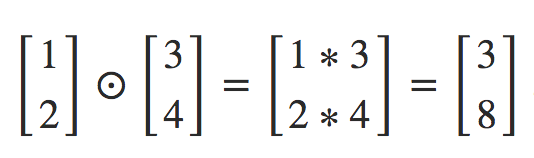 [1 2] ⊙ [3 4] = [1 * 3 2 * 4] = [3 8]